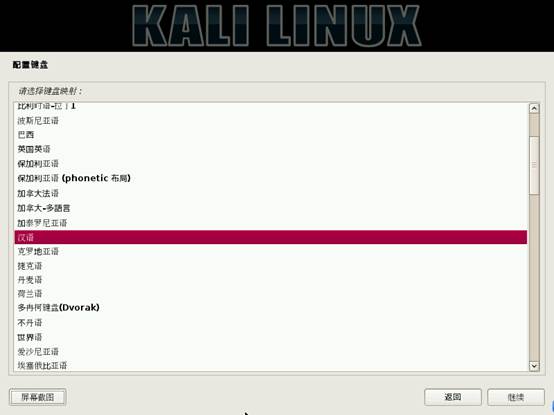 KALI LINUX
配置键盘
请选择键盘映射：
比利时语-拉丁1
波斯尼亚语
巴西
英国英语
保加利亚语
保加利亚语 (phonetic 布局)
加拿大法语
加拿大-多語言
加泰罗尼亚语
汉语
克罗地亚语
捷克语
丹麦语
荷兰语
多冉柯键盘(Dvorak)
不丹语
世界语
爱沙尼亚语
埃塞俄比亚语
屏幕截图
返回
继续